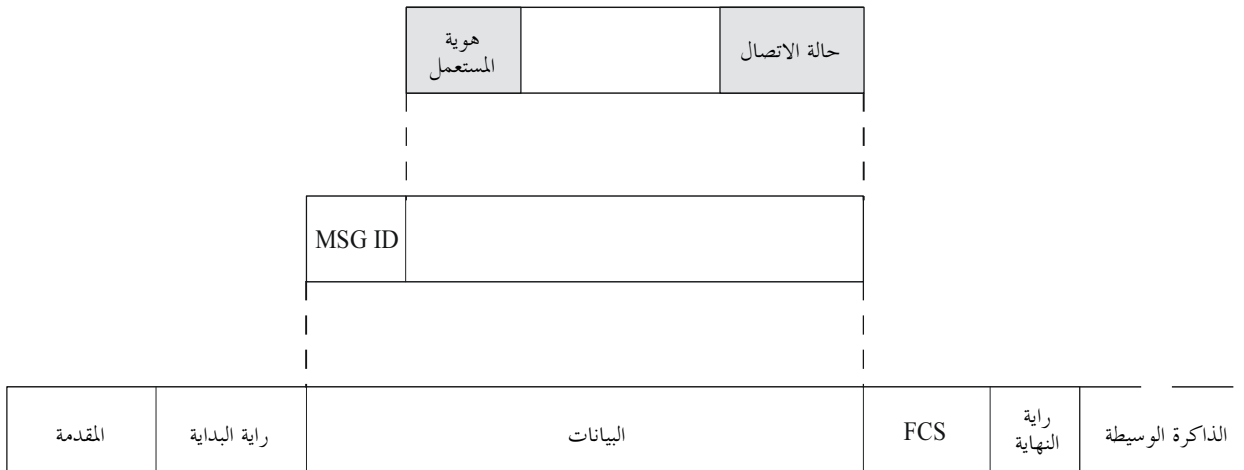 هوية
المستعمل
حالة الاتصال
MSG ID
المقدمة
راية البداية
البيانات
FCS
راية
النهاية
الذاكرة الوسيطة